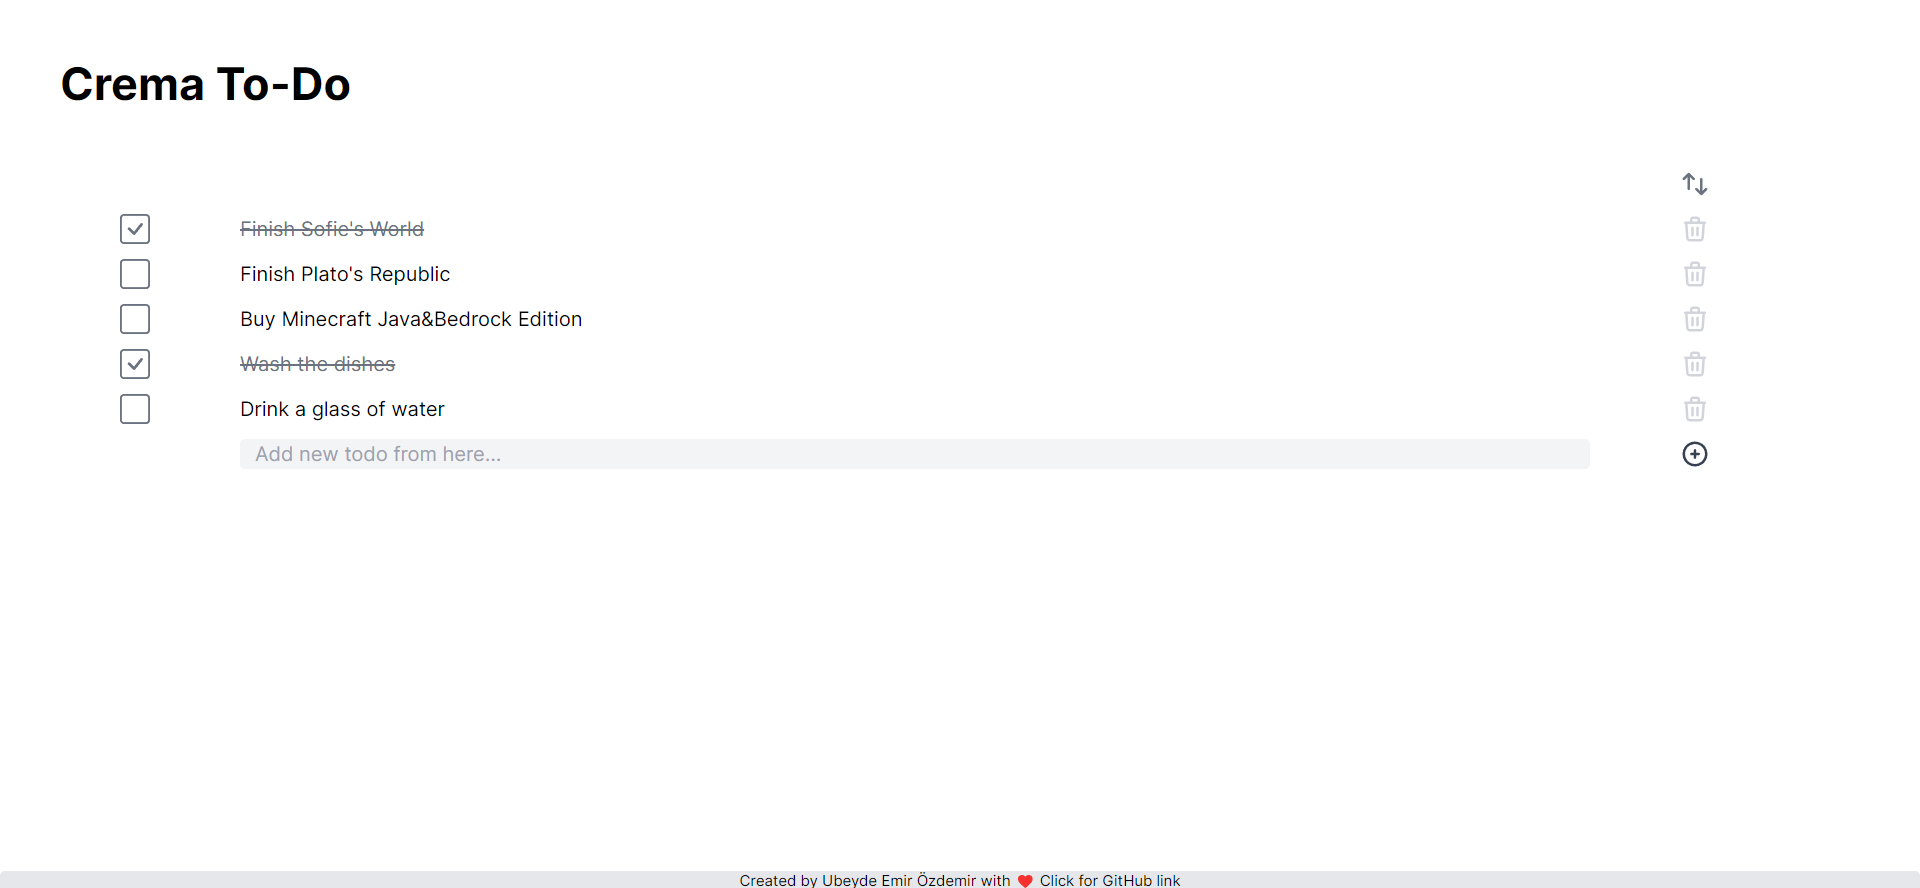 Crema To-Do
Finish Sofie's World
Finish Plato's Republic
Buy Minecraft Java&Bedrock Edition
Wash the dishes
Drink a glass of water
Add new todo from here...
Created by Ubeyde Emir Özdemir with ❤️ Click for GitHub link